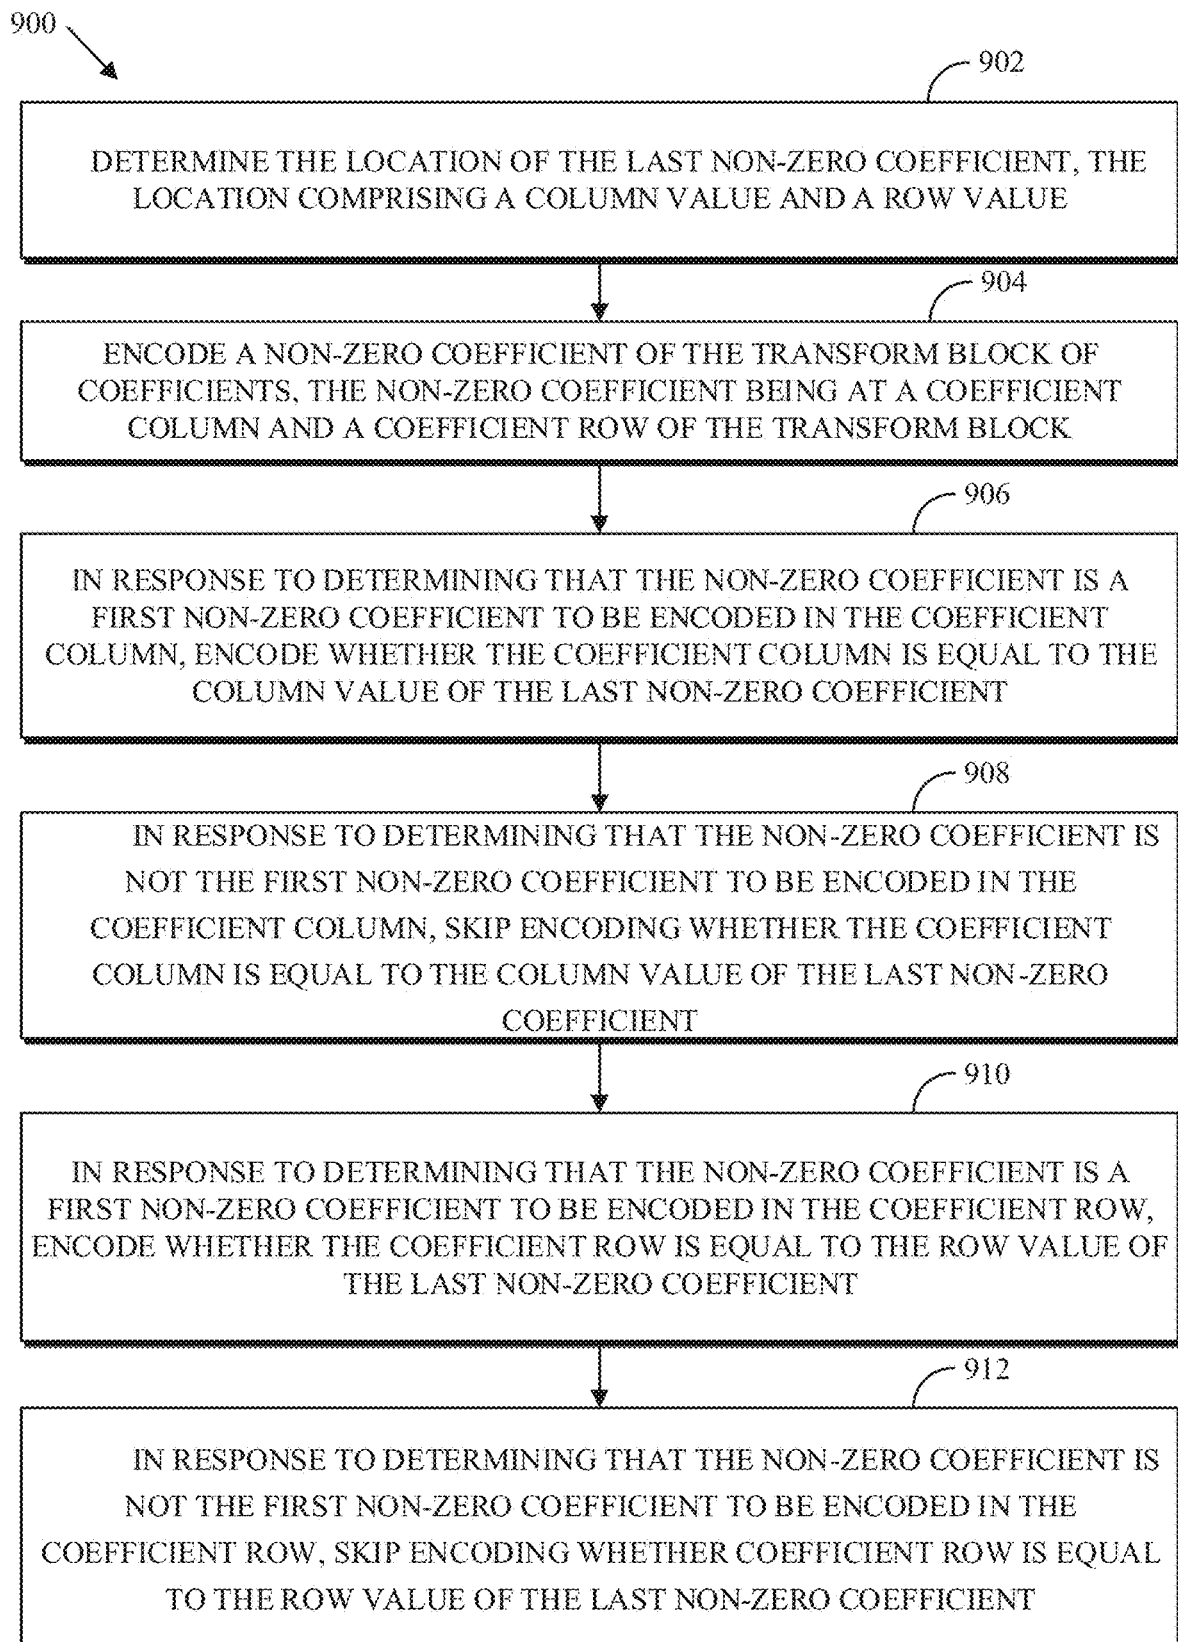 900
902
DETERMINE THE LOCATION OF THE LAST NON-ZERO COEFFICIENT, THE
LOCATION COMPRISING A COLUMN VALUE AND A ROW VALUE
904
ENCODE A NON-ZERO COEFFICIENT OF THE TRANSFORM BLOCK OF
COEFFICIENTS, THE NON-ZERO COEFFICIENT BEING AT A COEFFICIENT
COLUMN AND A COEFFICIENT ROW OF THE TRANSFORM BLOCK
906
IN RESPONSE TO DETERMINING THAT THE NON-ZERO COEFFICIENT IS A
FIRST NON-ZERO COEFFICIENT TO BE ENCODED IN THE COEFFICIENT
COLUMN, ENCODE WHETHER THE COEFFICIENT COLUMN IS EQUAL TO THE
COLUMN VALUE OF THE LAST NON-ZERO COEFFICIENT
908
IN RESPONSE TO DETERMINING THAT THE NON-ZERO COEFFICIENT IS
NOT THE FIRST NON-ZERO COEFFICIENT TO BE ENCODED IN THE
COEFFICIENT COLUMN, SKIP ENCODING WHETHER THE COEFFICIENT
COLUMN IS EQUAL TO THE COLUMN VALUE OF THE LAST NON-ZERO
COEFFICIENT
910
IN RESPONSE TO DETERMINING THAT THE NON-ZERO COEFFICIENT IS A
FIRST NON-ZERO COEFFICIENT TO BE ENCODED IN THE COEFFICIENT ROW,
ENCODE WHETHER THE COEFFICIENT ROW IS EQUAL TO THE ROW VALUE OF
THE LAST NON-ZERO COEFFICIENT
912
IN RESPONSE TO DETERMINING THAT THE NON-ZERO COEFFICIENT IS
NOT THE FIRST NON-ZERO COEFFICIENT TO BE ENCODED IN THE
COEFFICIENT ROW, SKIP ENCODING WHETHER COEFFICIENT ROW IS EQUAL
TO THE ROW VALUE OF THE LAST NON-ZERO COEFFICIENT